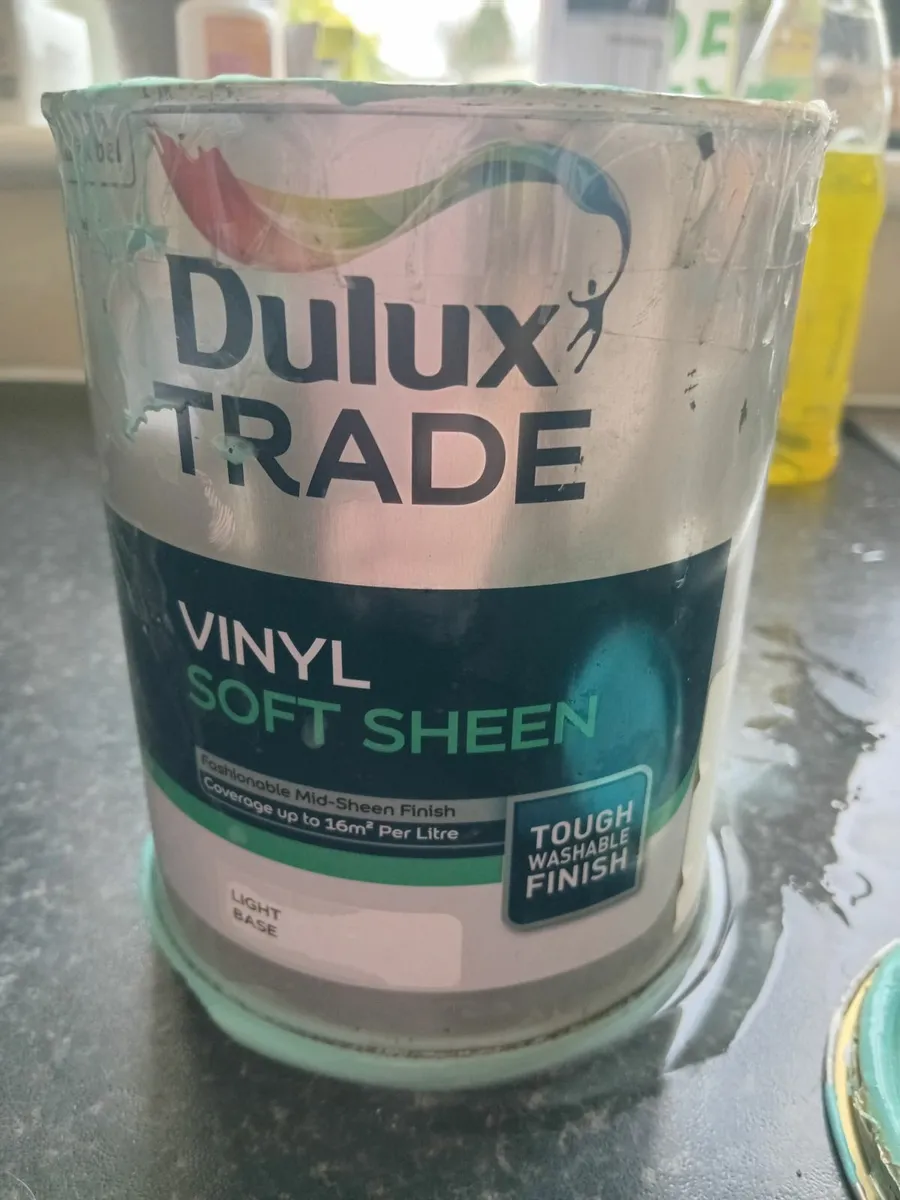 Dulux
TRADE
VINYL
SOFT SHEEN
Fashionable Mid-Sheen Finish
Coverage up to 16m² Per Litre
TOUGH
WASHABLE
FINISH
LIGHT
BASE